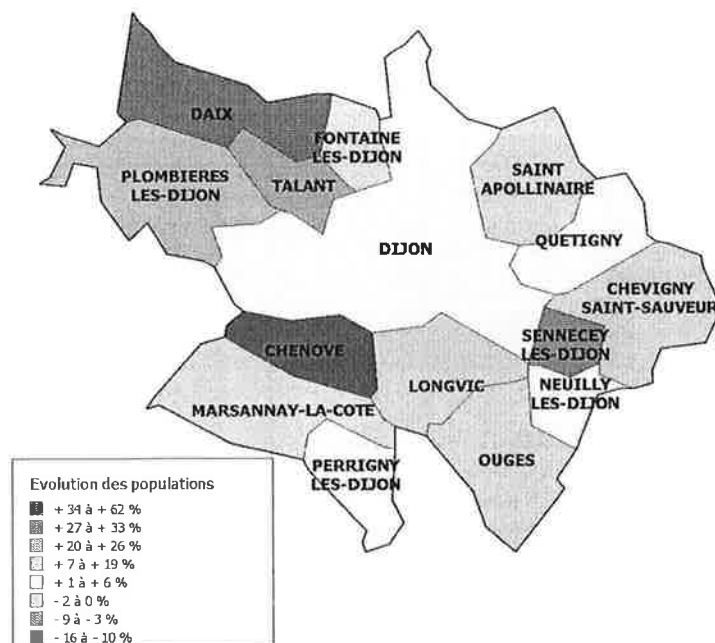 DAIX
FONTAINE
LES-DIJON
PLOMBIERES
LES-DIJON
TALANT
SAINT
APOLLINAIRE
DIJON
QUETIGNY
CHEVIGNY
SAINT-SAUVEUR
CHENOVE
SENNECEY
LES-DIJON
LONGVIC
NEUILLY
LES-DIJON
MARSANNAY-LA-COTE
OUGES
PERRIGNY
LES-DIJON
Evolution des populations
+ 34 à + 62 %
+ 27 à + 33 %
+ 20 à + 26 %
+ 7 à + 19 %
+ 1 à + 6 %
- 2 à 0 %
- 9 à - 3 %
- 16 à - 10 %